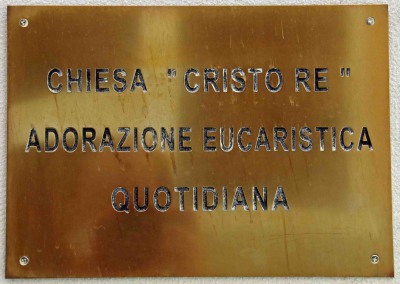 CHIESA "CRISTO RE"
ADORAZIONE EUCARISTICA
QUOTIDIANA